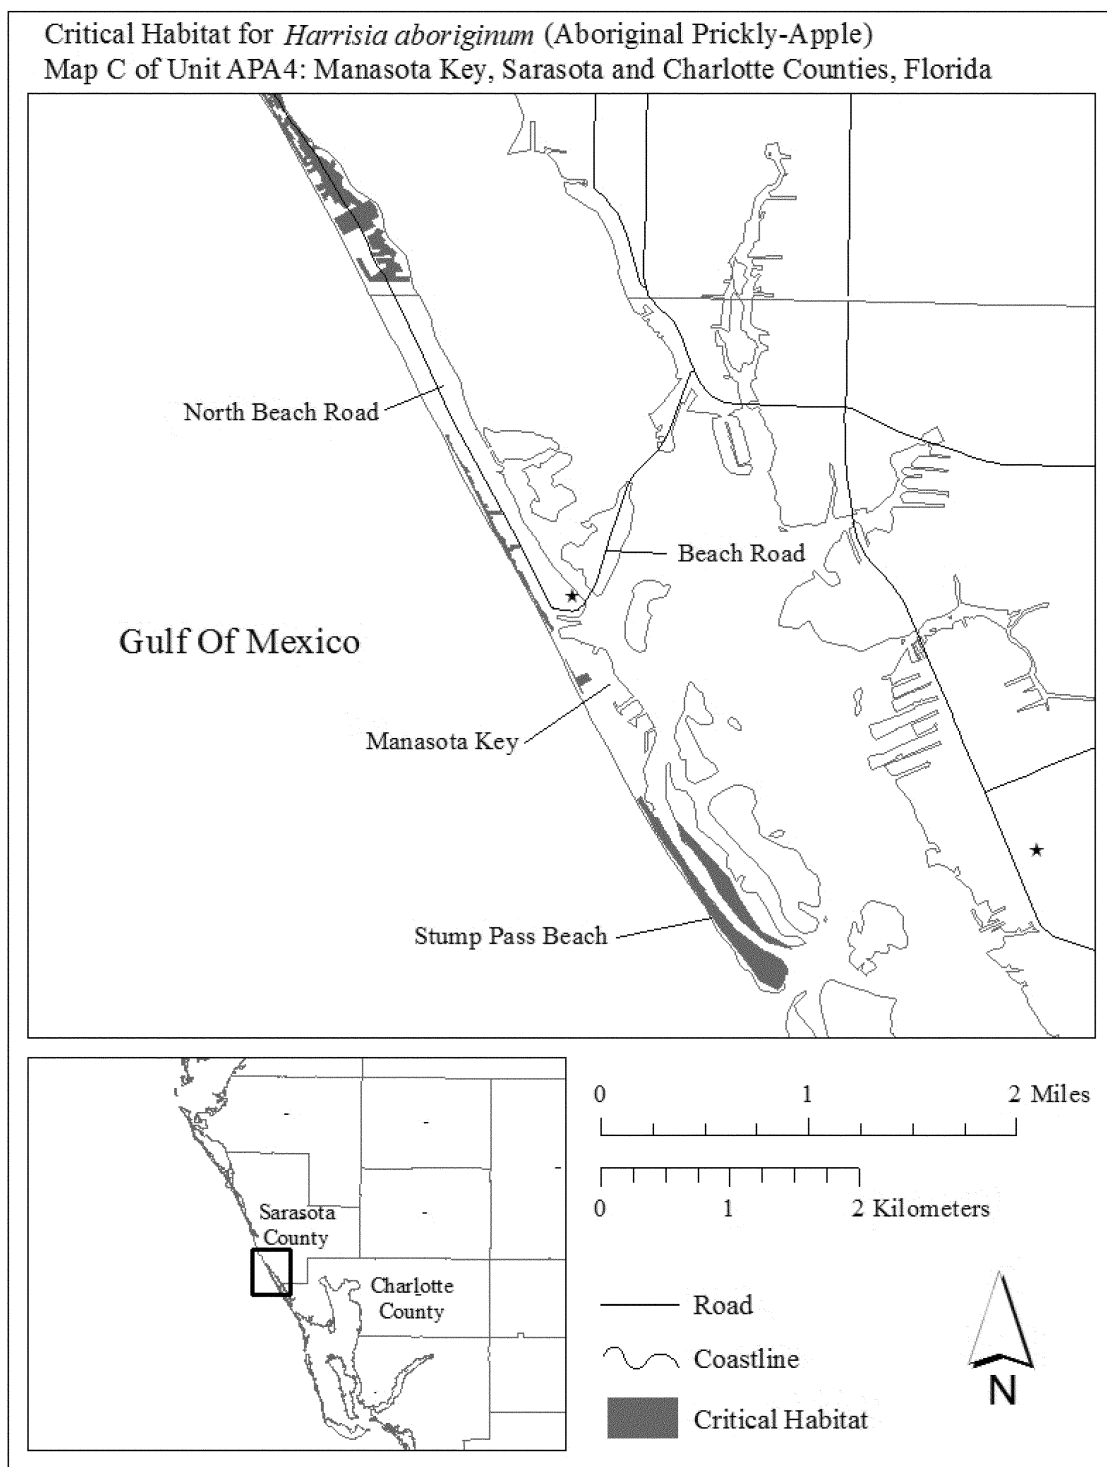 Critical Habitat for Harrisia aboriginum (Aboriginal Prickly-Apple)
Map C of Unit APA4: Manasota Key, Sarasota and Charlotte Counties, Florida
North Beach Road
Beach Road
Gulf Of Mexico
Manasota Key
Stump Pass Beach
Sarasota
County
Charlotte
County
0 1 2 Miles
0 1 2 Kilometers
Road
Coastline
Critical Habitat
N